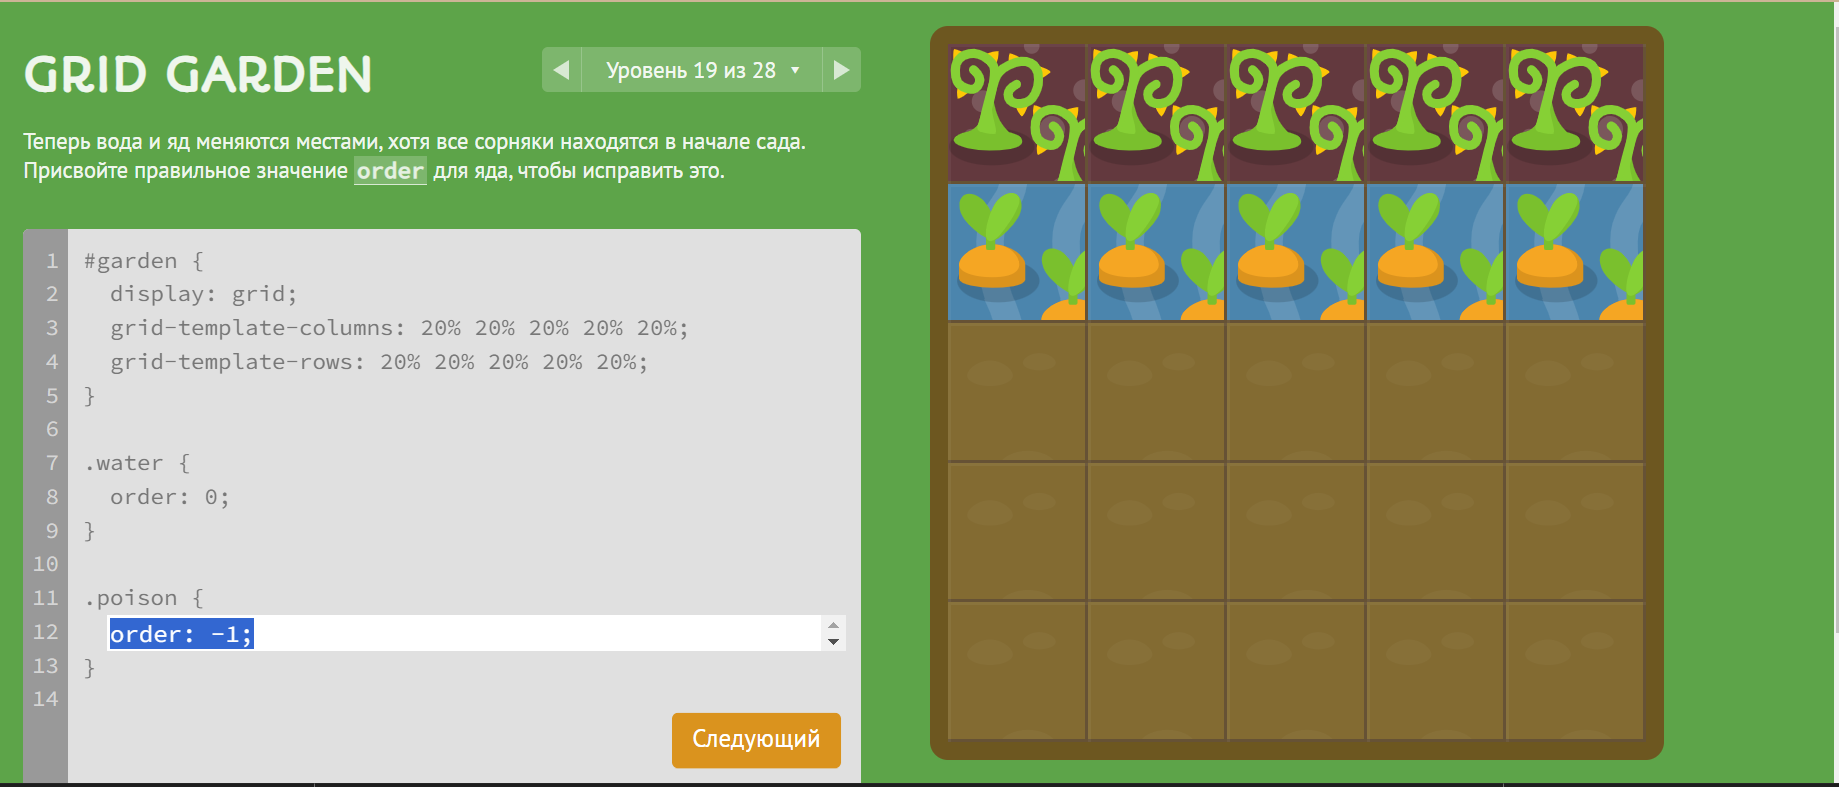 GRID GARDEN
Уровень 19 из 28
Теперь вода и яд меняются местами, хотя все сорняки находятся в начале сада.
Присвойте правильное значение order для яда, чтобы исправить это.
1 #garden {
2 display: grid;
3 grid-template-columns: 20% 20% 20% 20% 20%;
4 grid-template-rows: 20% 20% 20% 20% 20%;
5 }
6
7 .water {
8 order: 0;
9 }
10
11 .poison {
12 order: -1;
13 }
14
Следующий